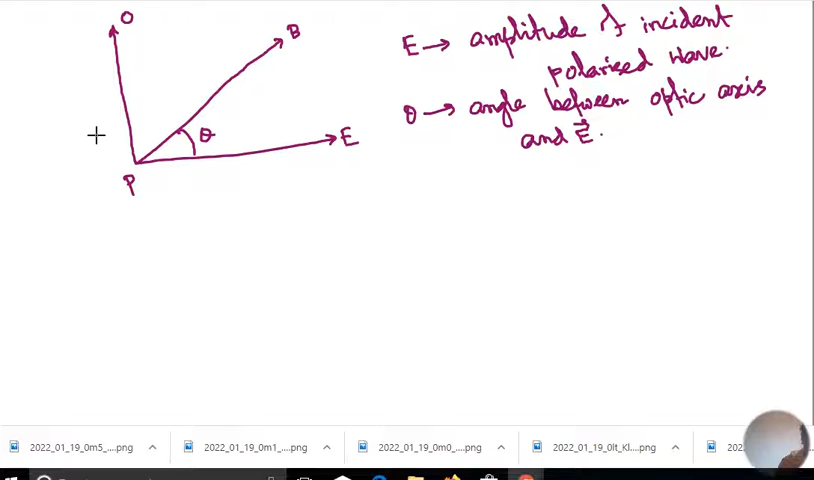 O
B
θ
E
P
E → amplitude of incident
polarised wave.
θ → angle between optic axis
and E⃗.
2022_01_19_0m5_....png
2022_01_19_0m1_....png
2022_01_19_0m0_....png
2022_01_19_0lt_Kl....png